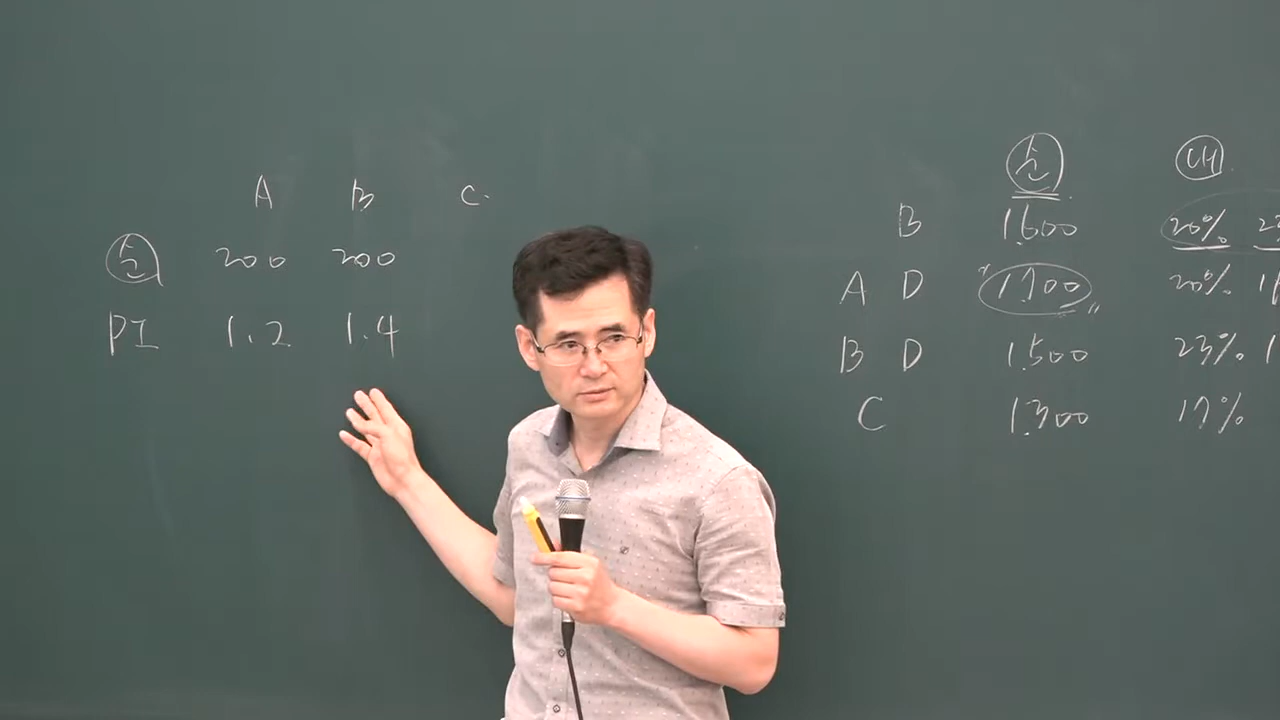 A B C.
순 200 200
PI 1.2 1.4
순 내
B 1.600 20%
A D "1.700" 20%
B D 1.500 23%
C 1.300 17%